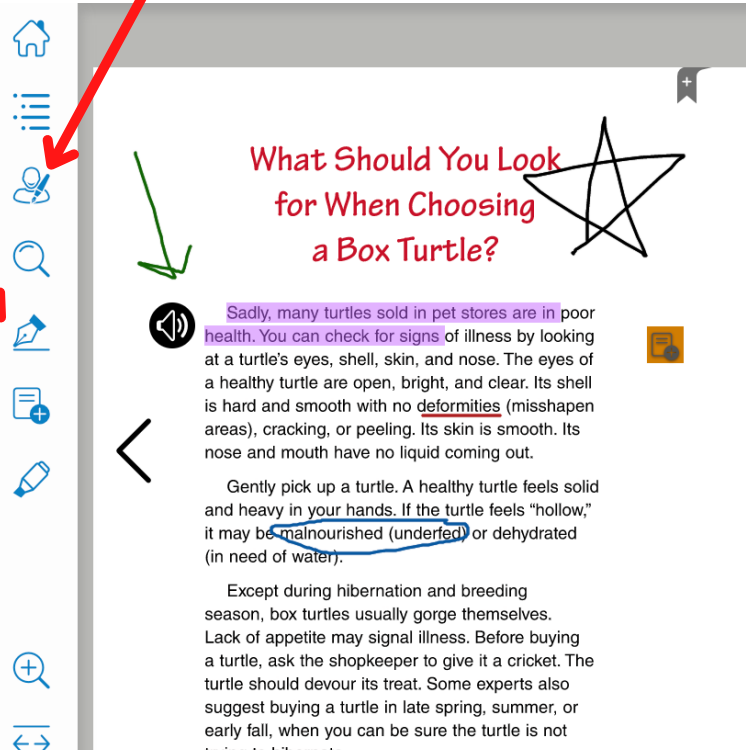 What Should You Look
for When Choosing
a Box Turtle?
Sadly, many turtles sold in pet stores are in poor
health. You can check for signs of illness by looking
at a turtle's eyes, shell, skin, and nose. The eyes of
a healthy turtle are open, bright, and clear. Its shell
is hard and smooth with no deformities (misshapen
areas), cracking, or peeling. Its skin is smooth. Its
nose and mouth have no liquid coming out.
Gently pick up a turtle. A healthy turtle feels solid
and heavy in your hands. If the turtle feels “hollow,”
it may be malnourished (underfed) or dehydrated
(in need of water).
Except during hibernation and breeding
season, box turtles usually gorge themselves.
Lack of appetite may signal illness. Before buying
a turtle, ask the shopkeeper to give it a cricket. The
turtle should devour its treat. Some experts also
suggest buying a turtle in late spring, summer, or
early fall, when you can be sure the turtle is not